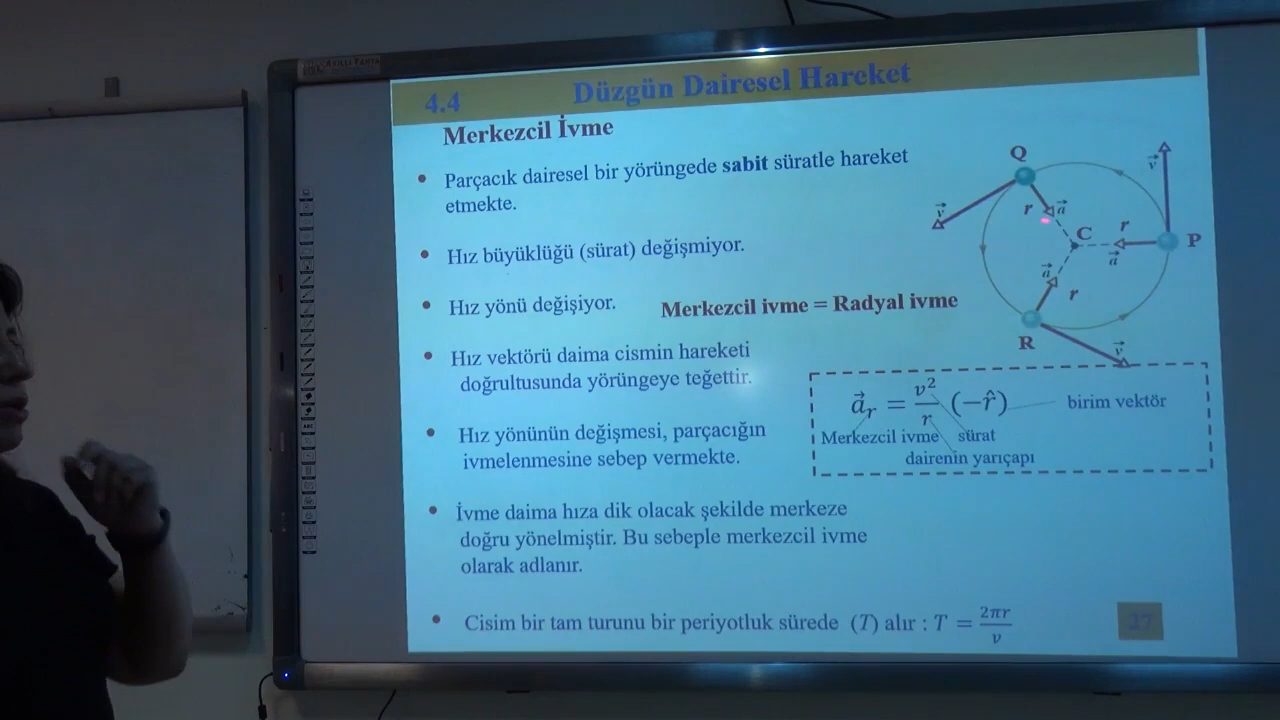 AKILLI TAHTA
4.4
Düzgün Dairesel Hareket
Merkezcil İvme
• Parçacık dairesel bir yörüngede sabit süratle hareket
etmekte.
• Hız büyüklüğü (sürat) değişmiyor.
• Hız yönü değişiyor.
Merkezcil ivme = Radyal ivme
• Hız vektörü daima cismin hareketi
doğrultusunda yörüngeye teğettir.
• Hız yönünün değişmesi, parçacığın
ivmelenmesine sebep vermekte.
• İvme daima hıza dik olacak şekilde merkeze
doğru yönelmiştir. Bu sebeple merkezcil ivme
olarak adlanır.
• Cisim bir tam turunu bir periyotluk sürede (T) alır : T = 2πr/v
Q
v⃗
v⃗
r
a⃗
C
r
P
a⃗
a⃗
r
R
v⃗
a⃗ᵣ = v²/r (−r̂)
birim vektör
Merkezcil ivme
sürat
dairenin yarıçapı
27
ABC